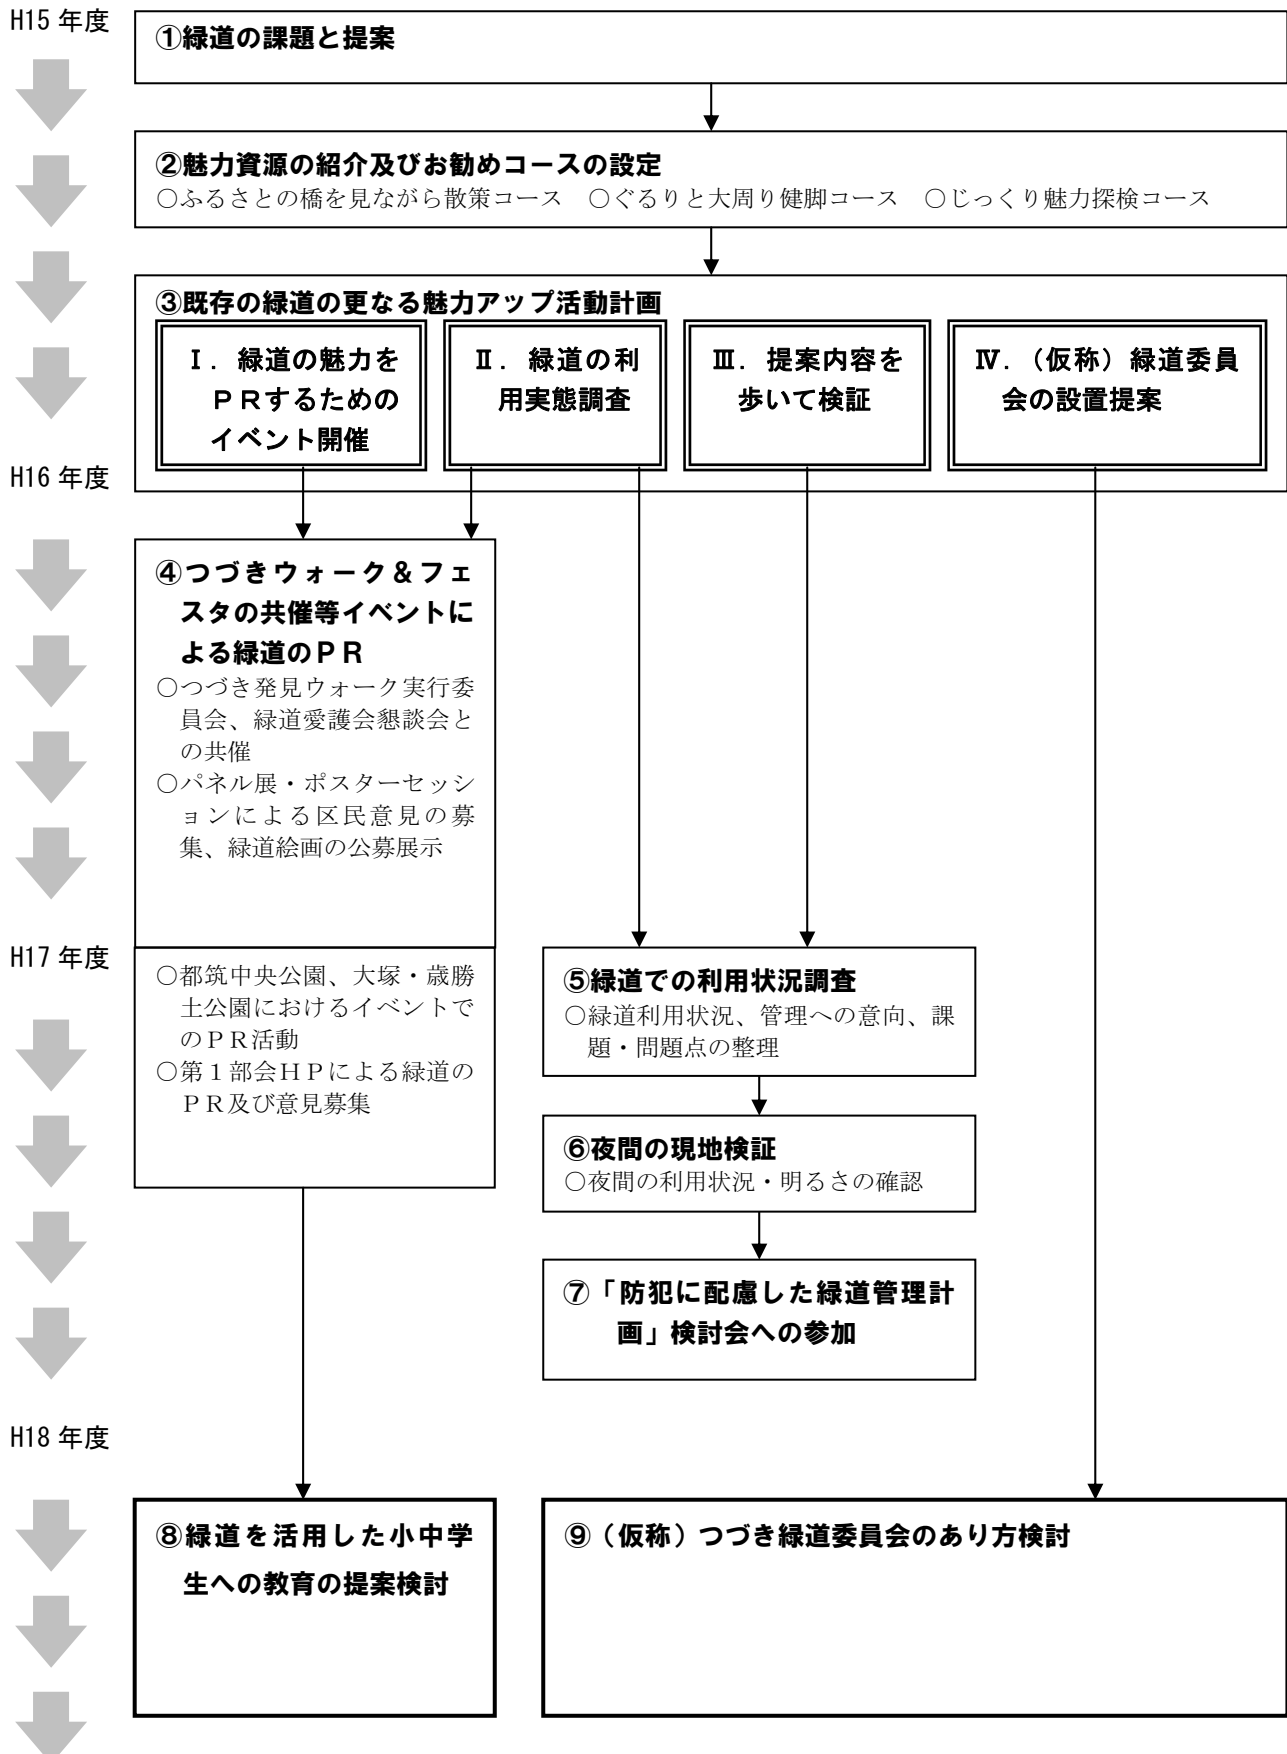 H15 年度
①緑道の課題と提案
②魅力資源の紹介及びお勧めコースの設定
○ふるさとの橋を見ながら散策コース　○ぐるりと大周り健脚コース　○じっくり魅力探検コース
③既存の緑道の更なる魅力アップ活動計画
Ⅰ．緑道の魅力を
ＰＲするための
イベント開催
Ⅱ．緑道の利
用実態調査
Ⅲ．提案内容を
歩いて検証
Ⅳ．（仮称）緑道委員
会の設置提案
H16 年度
④つづきウォーク＆フェ
スタの共催等イベントに
よる緑道のＰＲ
○つづき発見ウォーク実行委
員会、緑道愛護会懇談会と
の共催
○パネル展・ポスターセッシ
ョンによる区民意見の募
集、緑道絵画の公募展示
H17 年度
○都筑中央公園、大塚・歳勝
土公園におけるイベントで
のＰＲ活動
○第１部会ＨＰによる緑道の
ＰＲ及び意見募集
⑤緑道での利用状況調査
○緑道利用状況、管理への意向、課
題・問題点の整理
⑥夜間の現地検証
○夜間の利用状況・明るさの確認
⑦「防犯に配慮した緑道管理計
画」検討会への参加
H18 年度
⑧緑道を活用した小中学
生への教育の提案検討
⑨（仮称）つづき緑道委員会のあり方検討